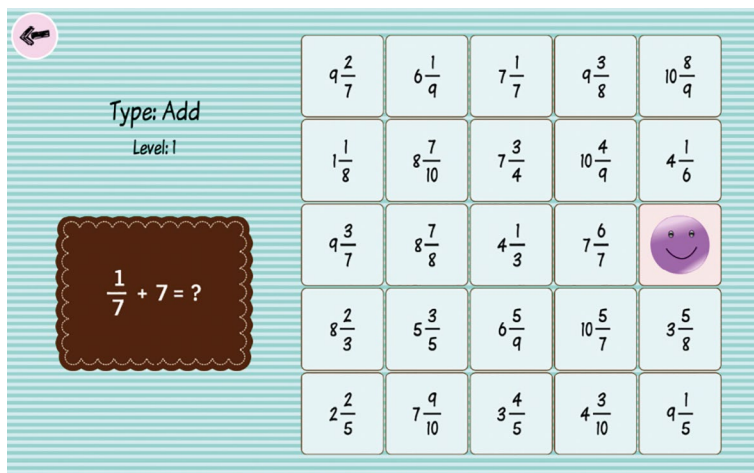 Type: Add
Level: 1
1/7 + 7 = ?
9 2/7 6 1/9 7 1/7 9 3/8 10 8/9
1 1/8 8 7/10 7 3/4 10 4/9 4 1/6
9 3/7 8 7/8 4 1/3 7 6/7
8 2/3 5 3/5 6 5/9 10 5/7 3 5/8
2 2/5 7 9/10 3 4/5 4 3/10 9 1/5